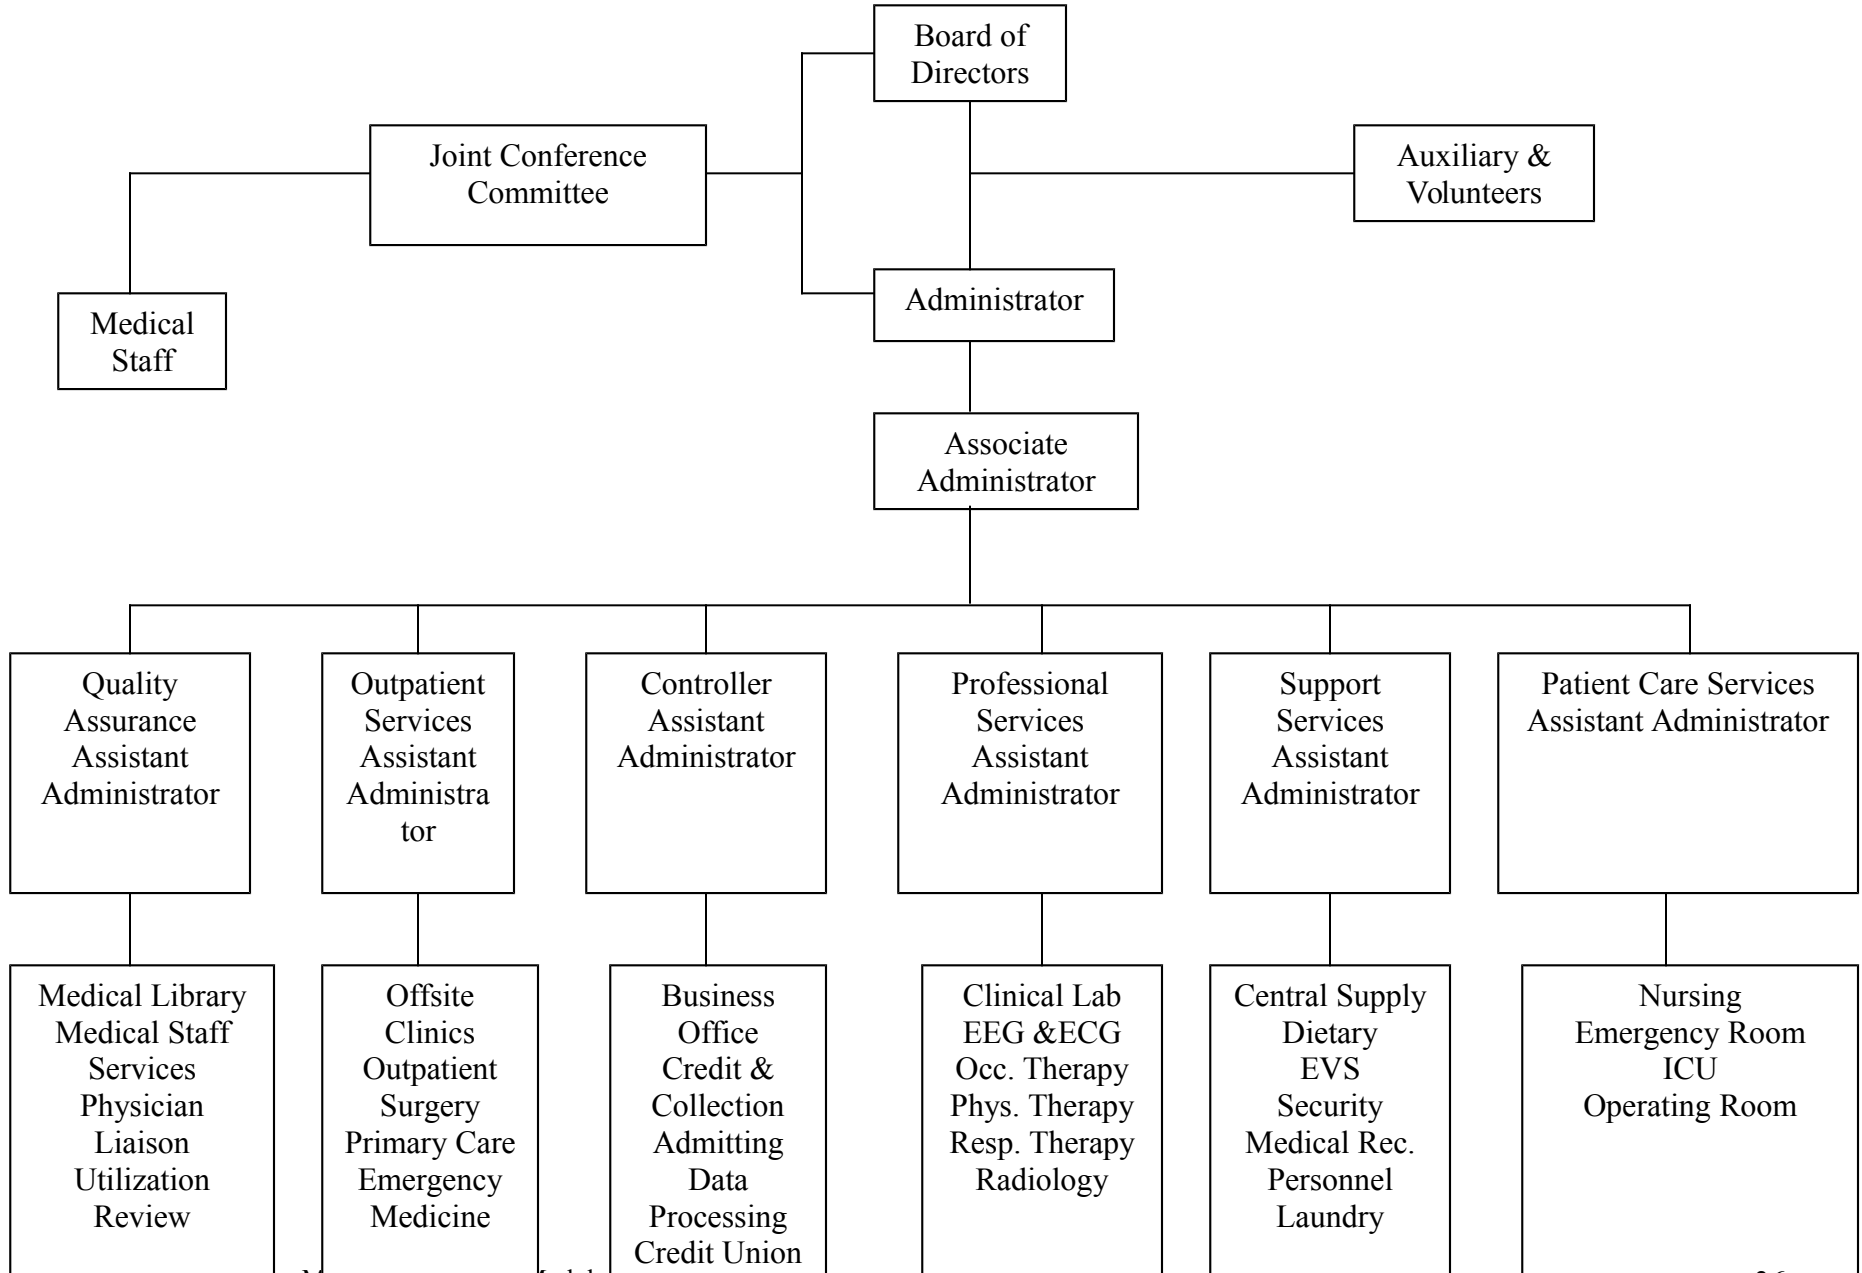 Board of
Directors
Joint Conference
Committee
Auxiliary &
Volunteers
Administrator
Medical
Staff
Associate
Administrator
Quality
Assurance
Assistant
Administrator
Outpatient
Services
Assistant
Administra
tor
Controller
Assistant
Administrator
Professional
Services
Assistant
Administrator
Support
Services
Assistant
Administrator
Patient Care Services
Assistant Administrator
Medical Library
Medical Staff
Services
Physician
Liaison
Utilization
Review
Offsite
Clinics
Outpatient
Surgery
Primary Care
Emergency
Medicine
Business
Office
Credit &
Collection
Admitting
Data
Processing
Credit Union
Clinical Lab
EEG &ECG
Occ. Therapy
Phys. Therapy
Resp. Therapy
Radiology
Central Supply
Dietary
EVS
Security
Medical Rec.
Personnel
Laundry
Nursing
Emergency Room
ICU
Operating Room